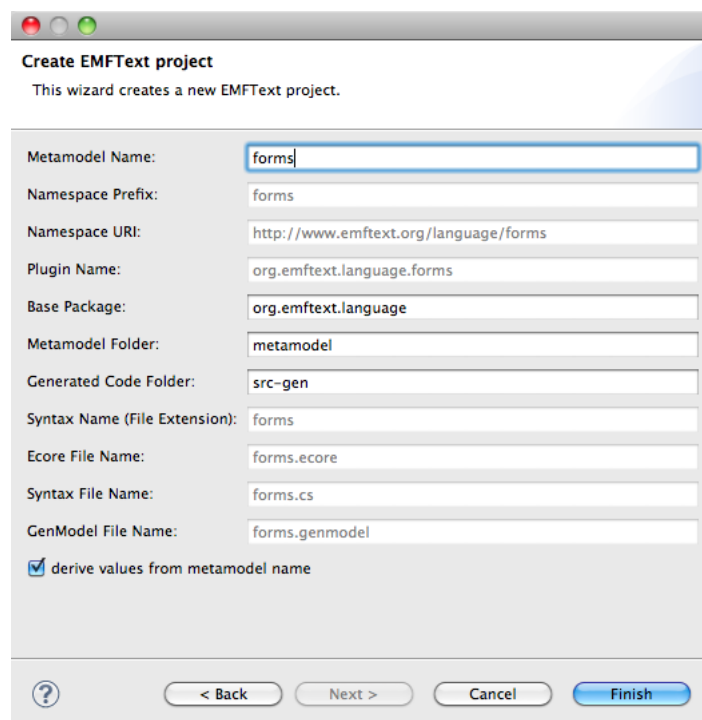 Create EMFText project
This wizard creates a new EMFText project.
Metamodel Name: forms
Namespace Prefix: forms
Namespace URI: http://www.emftext.org/language/forms
Plugin Name: org.emftext.language.forms
Base Package: org.emftext.language
Metamodel Folder: metamodel
Generated Code Folder: src-gen
Syntax Name (File Extension): forms
Ecore File Name: forms.ecore
Syntax File Name: forms.cs
GenModel File Name: forms.genmodel
derive values from metamodel name
? < Back Next > Cancel Finish